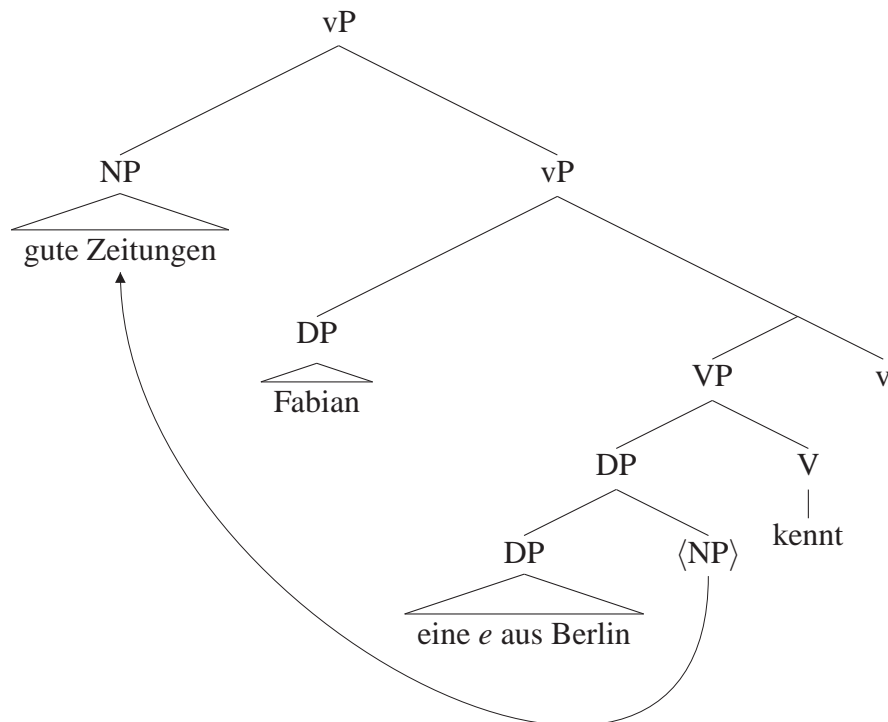 vP
NP
vP
gute Zeitungen
DP
Fabian
VP
v
DP
V
kennt
DP
⟨NP⟩
eine e aus Berlin